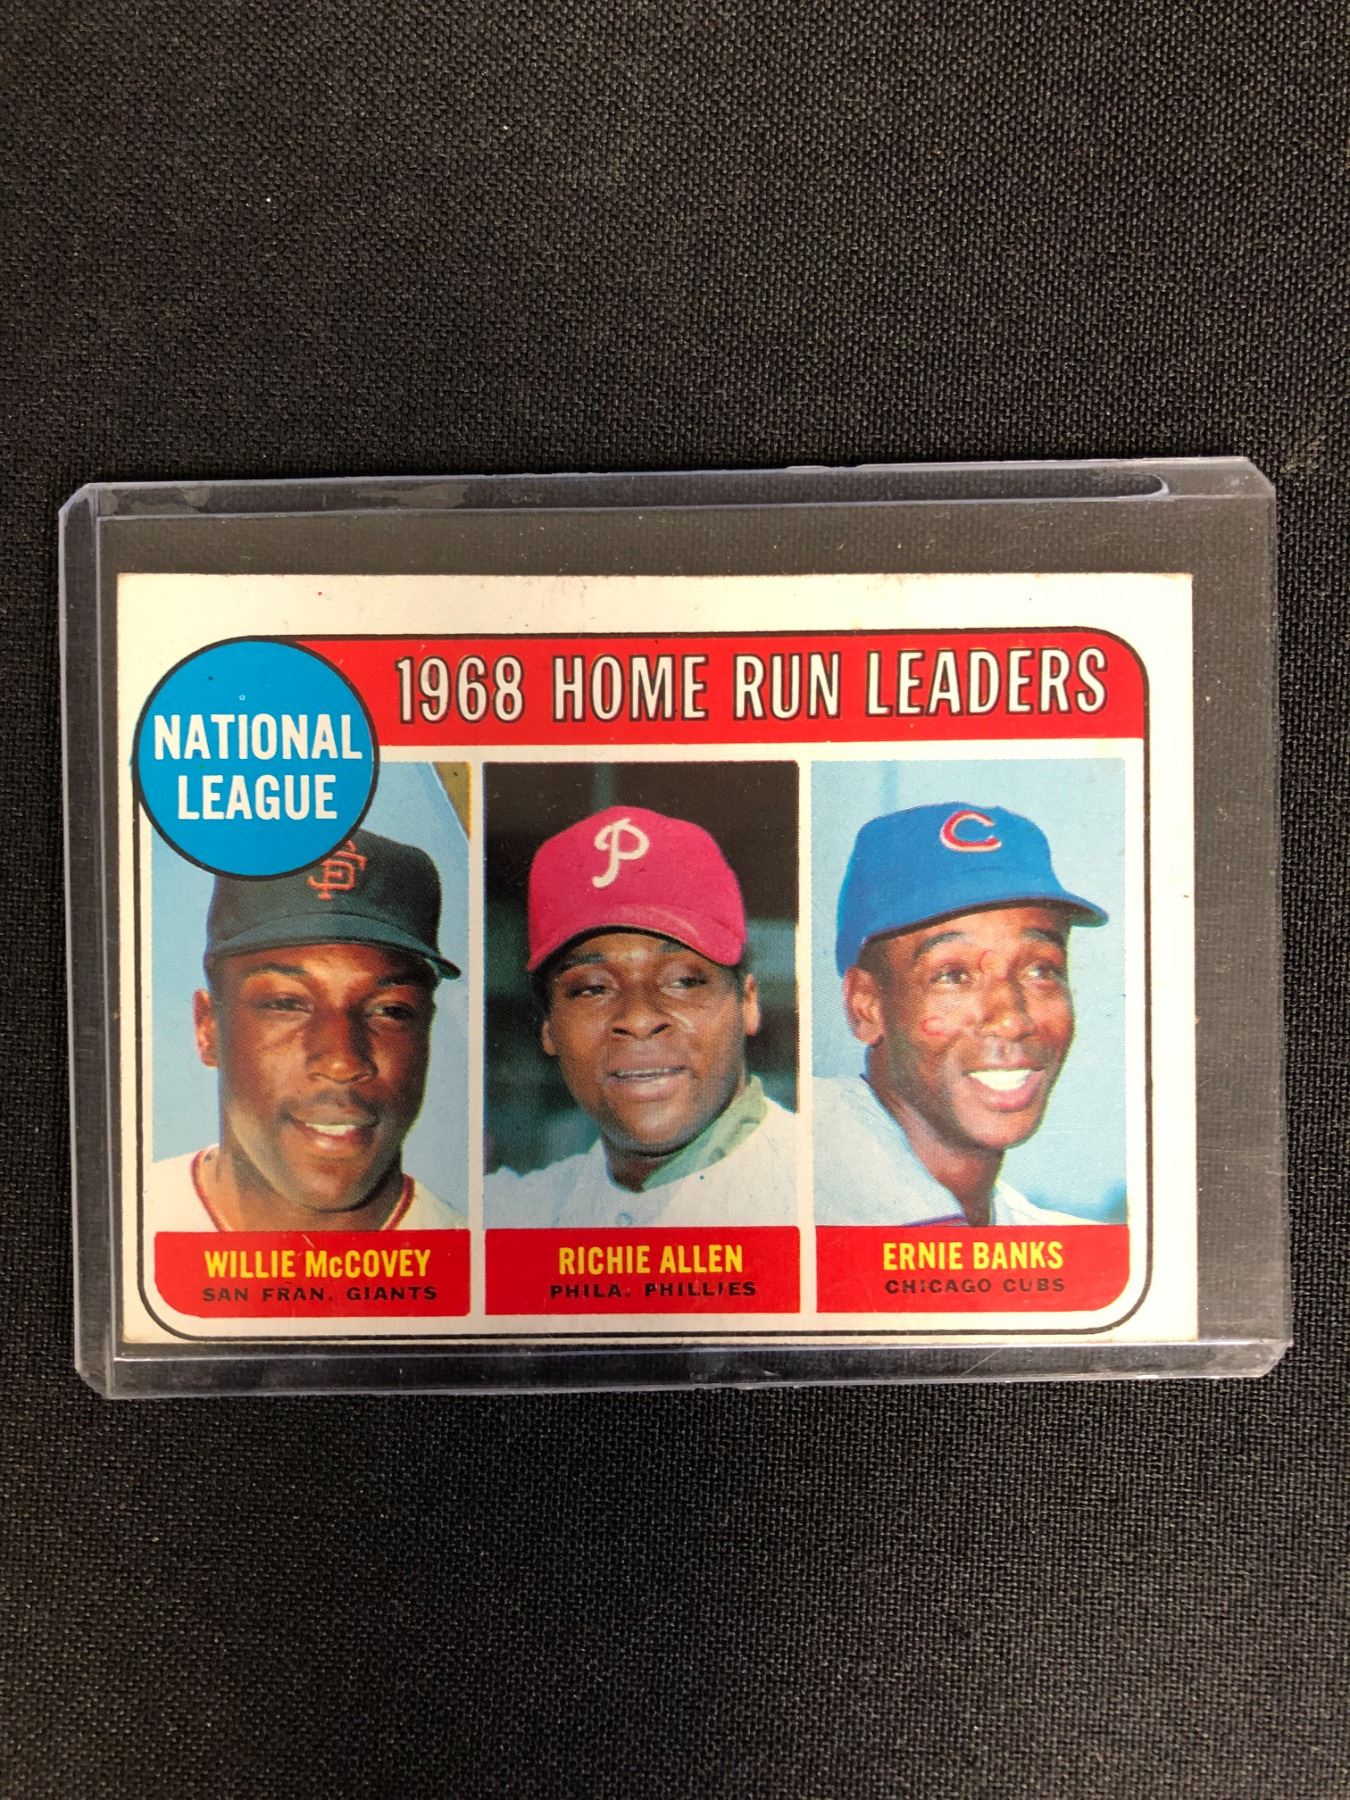 1968 HOME RUN LEADERS
NATIONAL
LEAGUE
SF
P
C
WILLIE McCOVEY
SAN FRAN. GIANTS
RICHIE ALLEN
PHILA. PHILLIES
ERNIE BANKS
CHICAGO CUBS